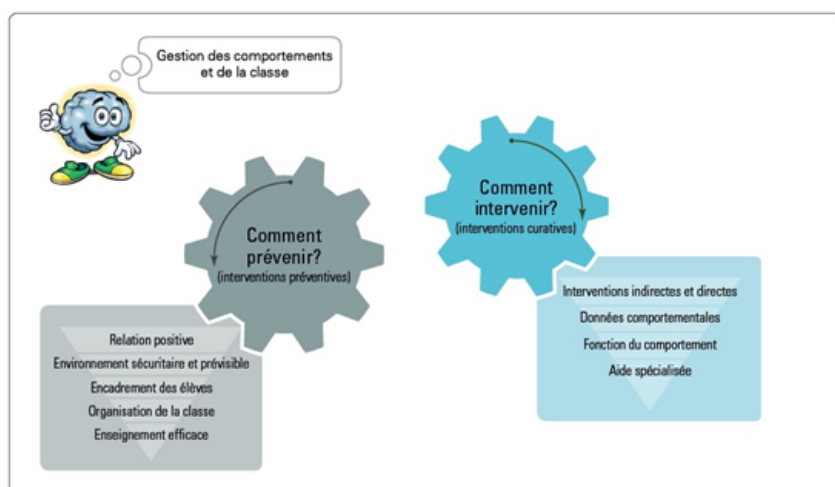 Gestion des comportements
et de la classe
Comment
prévenir?
(interventions préventives)
Relation positive
Environnement sécuritaire et prévisible
Encadrement des élèves
Organisation de la classe
Enseignement efficace
Comment
intervenir?
(interventions curatives)
Interventions indirectes et directes
Données comportementales
Fonction du comportement
Aide spécialisée